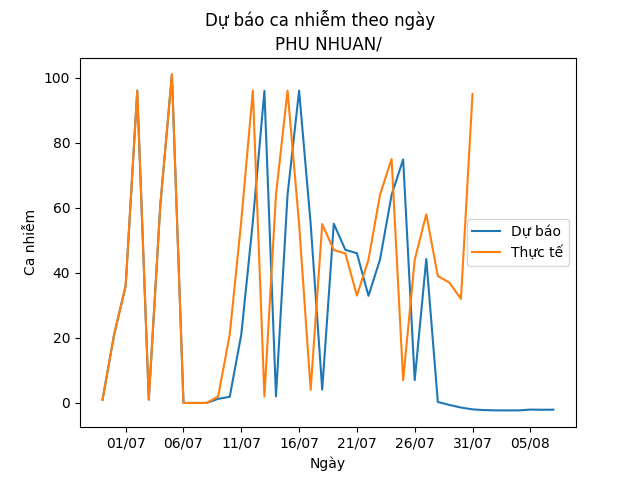 Dự báo ca nhiễm theo ngày
PHU NHUAN/
100
80
60
40
20
0
Ca nhiễm
Dự báo
Thực tế
01/07 06/07 11/07 16/07 21/07 26/07 31/07 05/08
Ngày